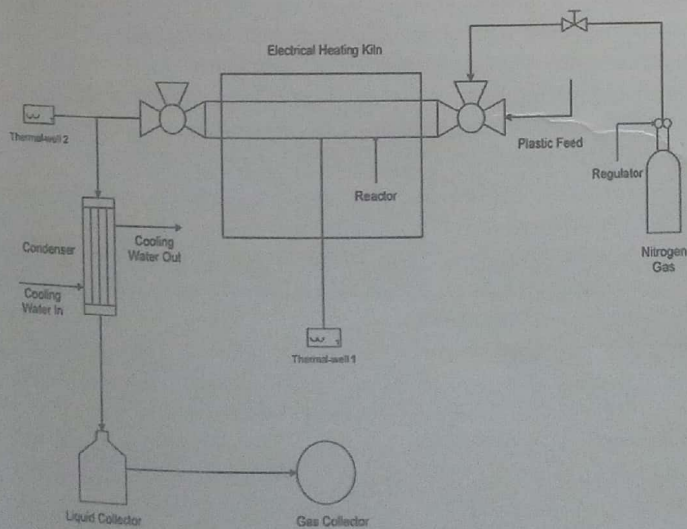 Electrical Heating Kiln
Thermal-well 2
Plastic Feed
Regulator
Reactor
Condenser
Cooling
Water Out
Nitrogen
Gas
Cooling
Water In
Thermal-well 1
Liquid Collector
Gas Collector